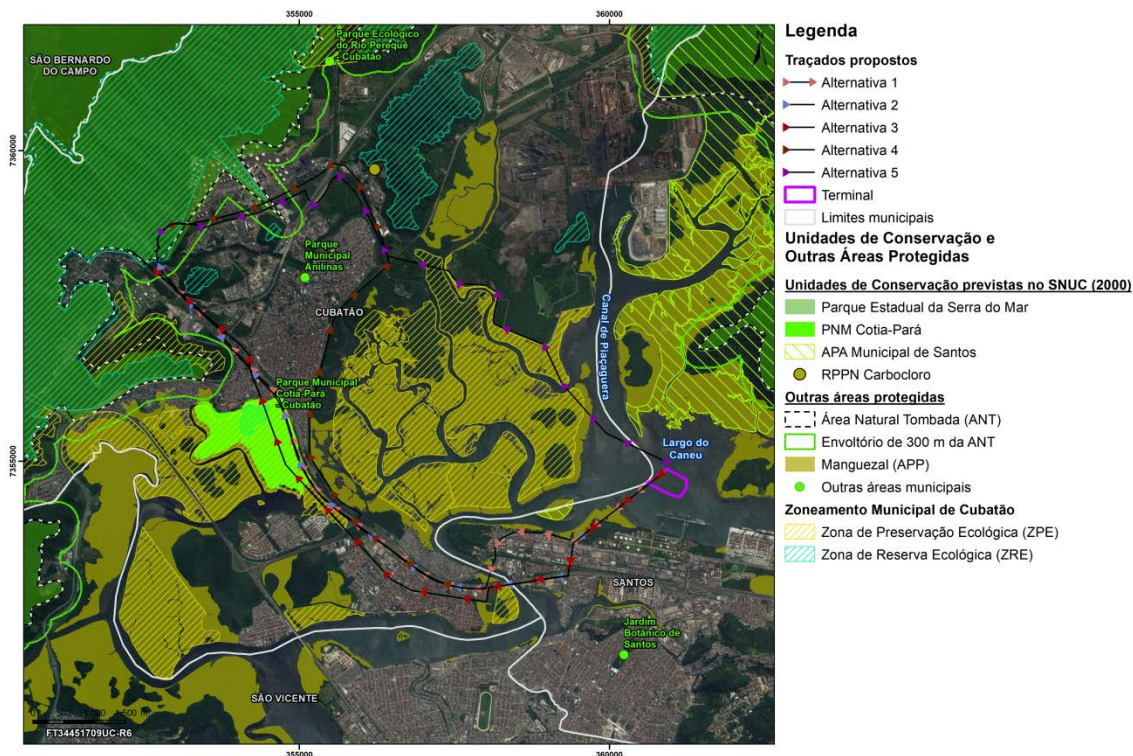 355000
360000
7360000
7355000
355000
360000
SÃO BERNARDO
DO CAMPO
Parque Ecológico
do Rio Perequê
- Cubatão
N
Parque
Municipal
Anilinas
CUBATÃO
Canal de Piaçaguera
Parque Municipal
Cotia-Pará
- Cubatão
Largo do
Caneu
SANTOS
Jardim
Botânico de
Santos
SÃO VICENTE
FT34451709UC-R6
Legenda
Traçados propostos
Alternativa 1
Alternativa 2
Alternativa 3
Alternativa 4
Alternativa 5
Terminal
Limites municipais
Unidades de Conservação e
Outras Áreas Protegidas
Unidades de Conservação previstas no SNUC (2000)
Parque Estadual da Serra do Mar
PNM Cotia-Pará
APA Municipal de Santos
RPPN Carbocloro
Outras áreas protegidas
Área Natural Tombada (ANT)
Envoltório de 300 m da ANT
Manguezal (APP)
Outras áreas municipais
Zoneamento Municipal de Cubatão
Zona de Preservação Ecológica (ZPE)
Zona de Reserva Ecológica (ZRE)